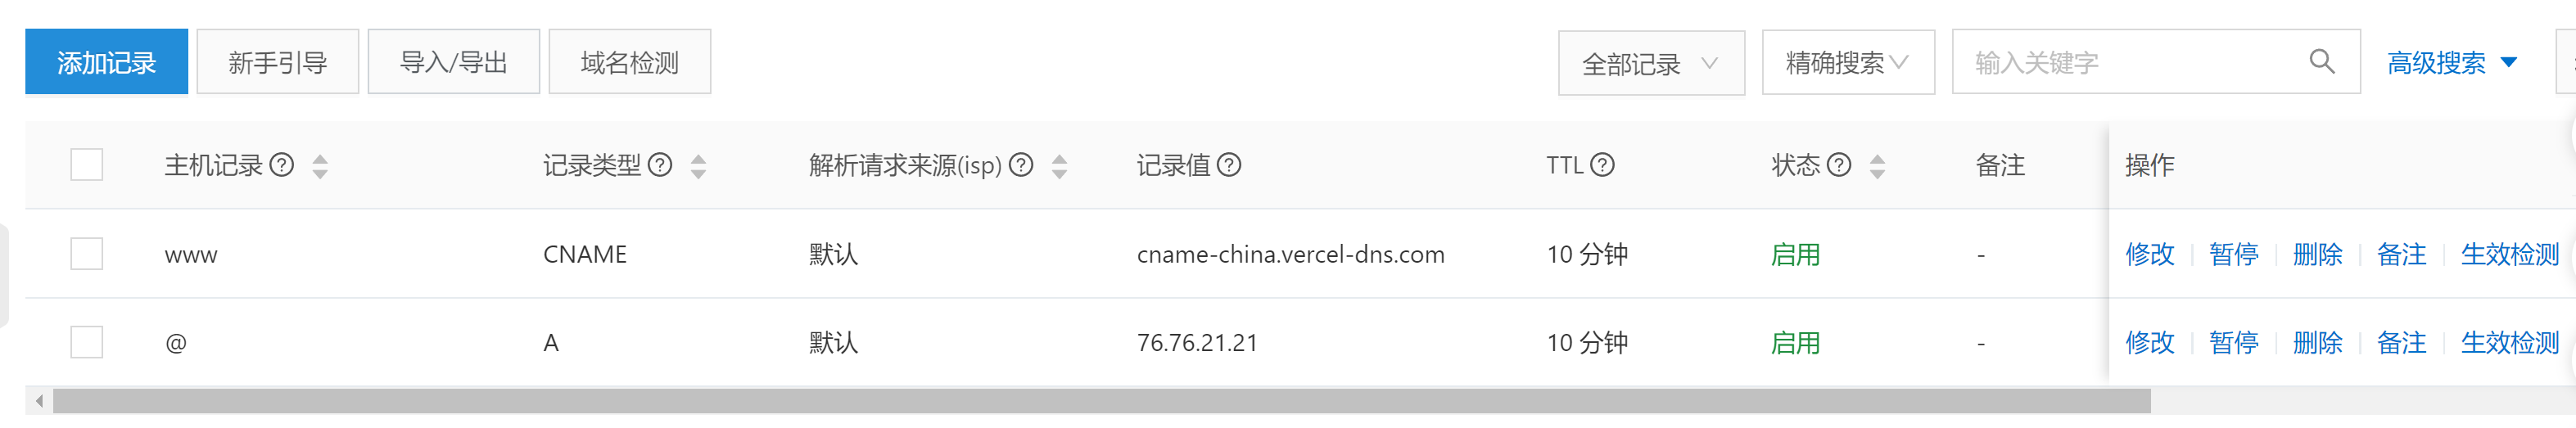 添加记录 新手引导 导入/导出 域名检测 全部记录 精确搜索 输入关键字 高级搜索
主机记录 记录类型 解析请求来源(isp) 记录值 TTL 状态 备注 操作
www CNAME 默认 cname-china.vercel-dns.com 10 分钟 启用 - 修改 暂停 删除 备注 生效检测
@ A 默认 76.76.21.21 10 分钟 启用 - 修改 暂停 删除 备注 生效检测